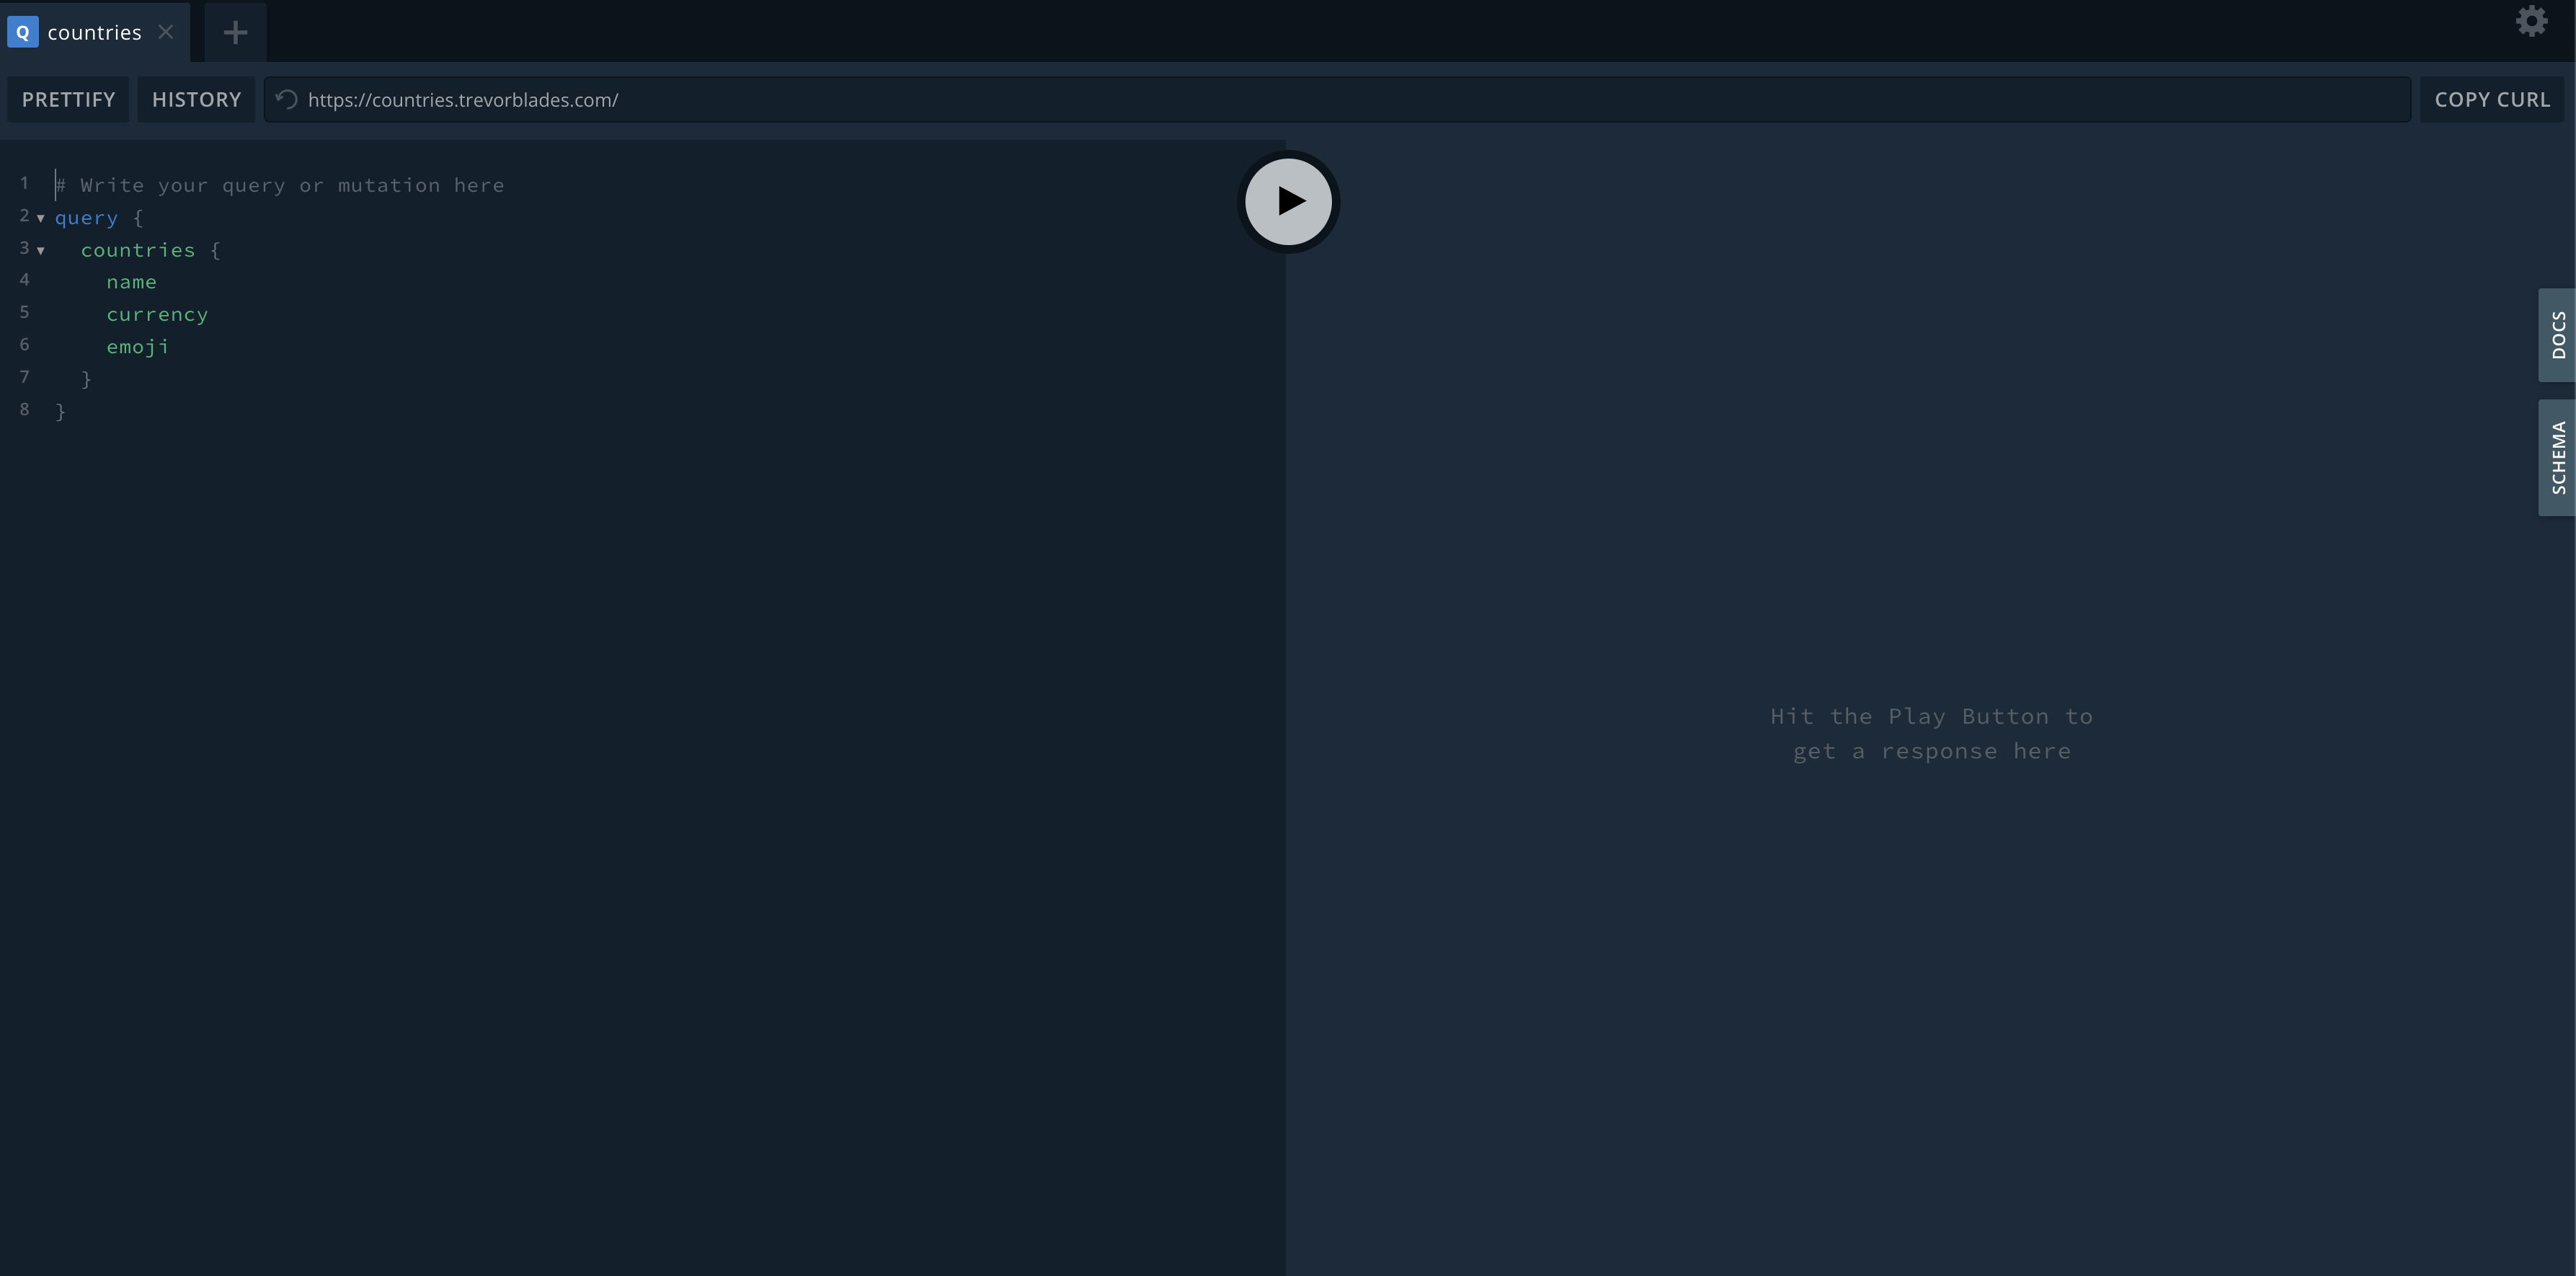 Q countries
PRETTIFY
HISTORY
https://countries.trevorblades.com/
COPY CURL
1 # Write your query or mutation here
2 query {
3   countries {
4     name
5     currency
6     emoji
7   }
8 }
Hit the Play Button to
get a response here
DOCS
SCHEMA